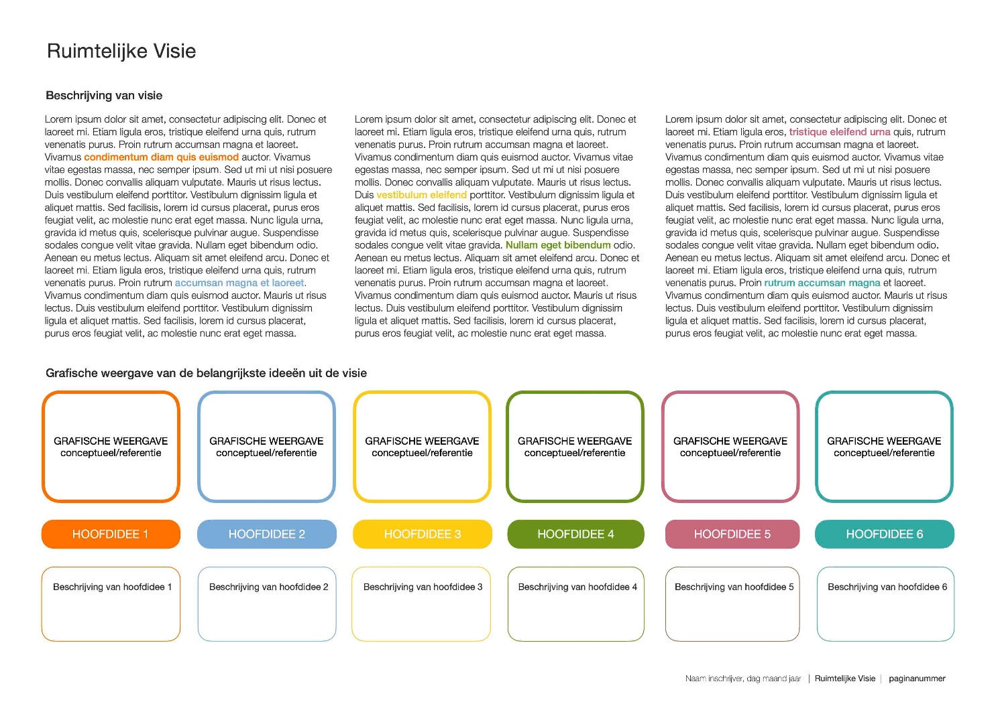 Ruimtelijke Visie
Beschrijving van visie
Lorem ipsum dolor sit amet, consectetur adipiscing elit. Donec et
laoreet mi. Etiam ligula eros, tristique eleifend urna quis, rutrum
venenatis purus. Proin rutrum accumsan magna et laoreet.
Vivamus condimentum diam quis euismod auctor. Vivamus
vitae egestas massa, nec semper ipsum. Sed ut mi ut nisi posuere
mollis. Donec convallis aliquam vulputate. Mauris ut risus lectus.
Duis vestibulum eleifend porttitor. Vestibulum dignissim ligula et
aliquet mattis. Sed facilisis, lorem id cursus placerat, purus eros
feugiat velit, ac molestie nunc erat eget massa. Nunc ligula urna,
gravida id metus quis, scelerisque pulvinar augue. Suspendisse
sodales congue velit vitae gravida. Nullam eget bibendum odio.
Aenean eu metus lectus. Aliquam sit amet eleifend arcu. Donec et
laoreet mi. Etiam ligula eros, tristique eleifend urna quis, rutrum
venenatis purus. Proin rutrum accumsan magna et laoreet.
Vivamus condimentum diam quis euismod auctor. Mauris ut risus
lectus. Duis vestibulum eleifend porttitor. Vestibulum dignissim
ligula et aliquet mattis. Sed facilisis, lorem id cursus placerat,
purus eros feugiat velit, ac molestie nunc erat eget massa.
Lorem ipsum dolor sit amet, consectetur adipiscing elit. Donec et
laoreet mi. Etiam ligula eros, tristique eleifend urna quis, rutrum
venenatis purus. Proin rutrum accumsan magna et laoreet.
Vivamus condimentum diam quis euismod auctor. Vivamus vitae
egestas massa, nec semper ipsum. Sed ut mi ut nisi posuere
mollis. Donec convallis aliquam vulputate. Mauris ut risus lectus.
Duis vestibulum eleifend porttitor. Vestibulum dignissim ligula et
aliquet mattis. Sed facilisis, lorem id cursus placerat, purus eros
feugiat velit, ac molestie nunc erat eget massa. Nunc ligula urna,
gravida id metus quis, scelerisque pulvinar augue. Suspendisse
sodales congue velit vitae gravida. Nullam eget bibendum odio.
Aenean eu metus lectus. Aliquam sit amet eleifend arcu. Donec et
laoreet mi. Etiam ligula eros, tristique eleifend urna quis, rutrum
venenatis purus. Proin rutrum accumsan magna et laoreet.
Vivamus condimentum diam quis euismod auctor. Mauris ut risus
lectus. Duis vestibulum eleifend porttitor. Vestibulum dignissim
ligula et aliquet mattis. Sed facilisis, lorem id cursus placerat,
purus eros feugiat velit, ac molestie nunc erat eget massa.
Lorem ipsum dolor sit amet, consectetur adipiscing elit. Donec et
laoreet mi. Etiam ligula eros, tristique eleifend urna quis, rutrum
venenatis purus. Proin rutrum accumsan magna et laoreet.
Vivamus condimentum diam quis euismod auctor. Vivamus vitae
egestas massa, nec semper ipsum. Sed ut mi ut nisi posuere
mollis. Donec convallis aliquam vulputate. Mauris ut risus lectus.
Duis vestibulum eleifend porttitor. Vestibulum dignissim ligula et
aliquet mattis. Sed facilisis, lorem id cursus placerat, purus eros
feugiat velit, ac molestie nunc erat eget massa. Nunc ligula urna,
gravida id metus quis, scelerisque pulvinar augue. Suspendisse
sodales congue velit vitae gravida. Nullam eget bibendum odio.
Aenean eu metus lectus. Aliquam sit amet eleifend arcu. Donec et
laoreet mi. Etiam ligula eros, tristique eleifend urna quis, rutrum
venenatis purus. Proin rutrum accumsan magna et laoreet.
Vivamus condimentum diam quis euismod auctor. Mauris ut risus
lectus. Duis vestibulum eleifend porttitor. Vestibulum dignissim
ligula et aliquet mattis. Sed facilisis, lorem id cursus placerat,
purus eros feugiat velit, ac molestie nunc erat eget massa.
Grafische weergave van de belangrijkste ideeën uit de visie
GRAFISCHE WEERGAVE
conceptueel/referentie
GRAFISCHE WEERGAVE
conceptueel/referentie
GRAFISCHE WEERGAVE
conceptueel/referentie
GRAFISCHE WEERGAVE
conceptueel/referentie
GRAFISCHE WEERGAVE
conceptueel/referentie
GRAFISCHE WEERGAVE
conceptueel/referentie
HOOFDIDEE 1
HOOFDIDEE 2
HOOFDIDEE 3
HOOFDIDEE 4
HOOFDIDEE 5
HOOFDIDEE 6
Beschrijving van hoofdidee 1
Beschrijving van hoofdidee 2
Beschrijving van hoofdidee 3
Beschrijving van hoofdidee 4
Beschrijving van hoofdidee 5
Beschrijving van hoofdidee 6
Naam inschrijver, dag maand jaar | Ruimtelijke Visie | paginanummer